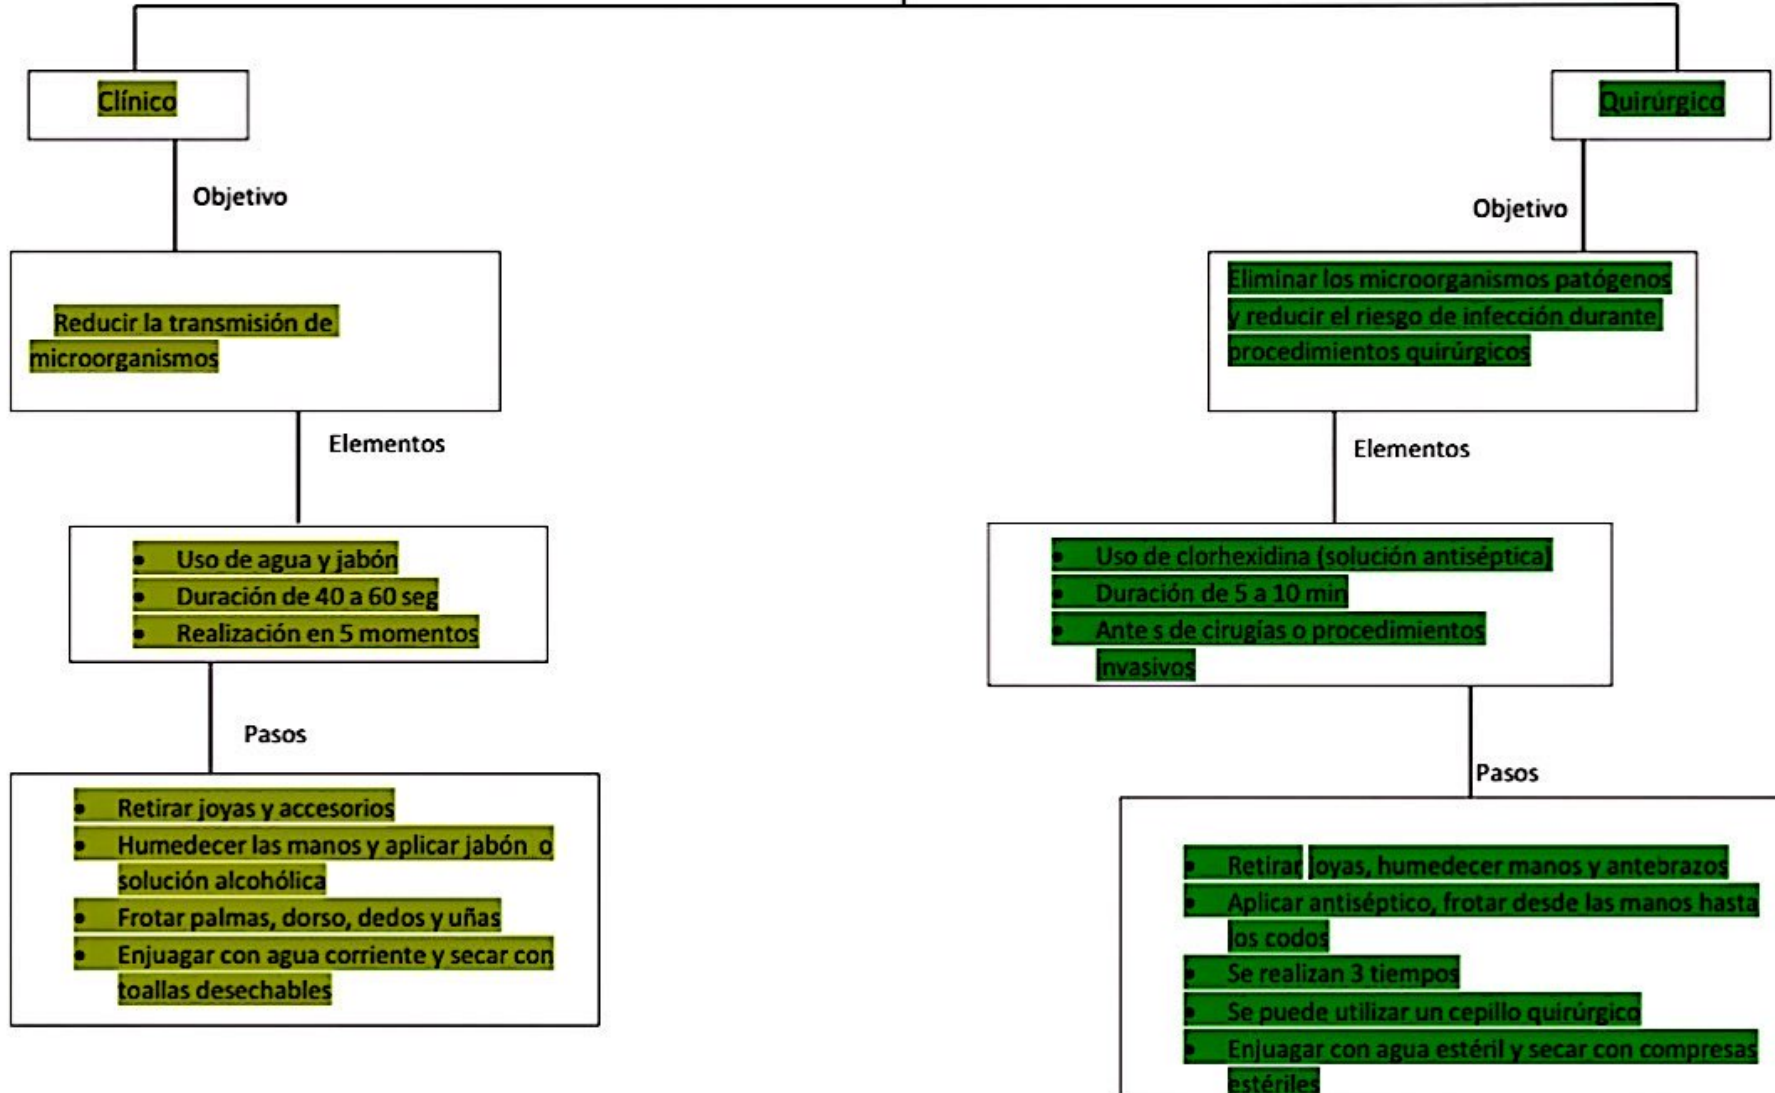 Clínico
Objetivo
Reducir la transmisión de
microorganismos
Elementos
• Uso de agua y jabón
• Duración de 40 a 60 seg
• Realización en 5 momentos
Pasos
• Retirar joyas y accesorios
• Humedecer las manos y aplicar jabón o
solución alcohólica
• Frotar palmas, dorso, dedos y uñas
• Enjuagar con agua corriente y secar con
toallas desechables
Quirúrgico
Objetivo
Eliminar los microorganismos patógenos
y reducir el riesgo de infección durante
procedimientos quirúrgicos
Elementos
• Uso de clorhexidina (solución antiséptica)
• Duración de 5 a 10 min
• Ante s de cirugías o procedimientos
invasivos
Pasos
• Retirar joyas, humedecer manos y antebrazos
• Aplicar antiséptico, frotar desde las manos hasta
los codos
• Se realizan 3 tiempos
• Se puede utilizar un cepillo quirúrgico
• Enjuagar con agua estéril y secar con compresas
estériles